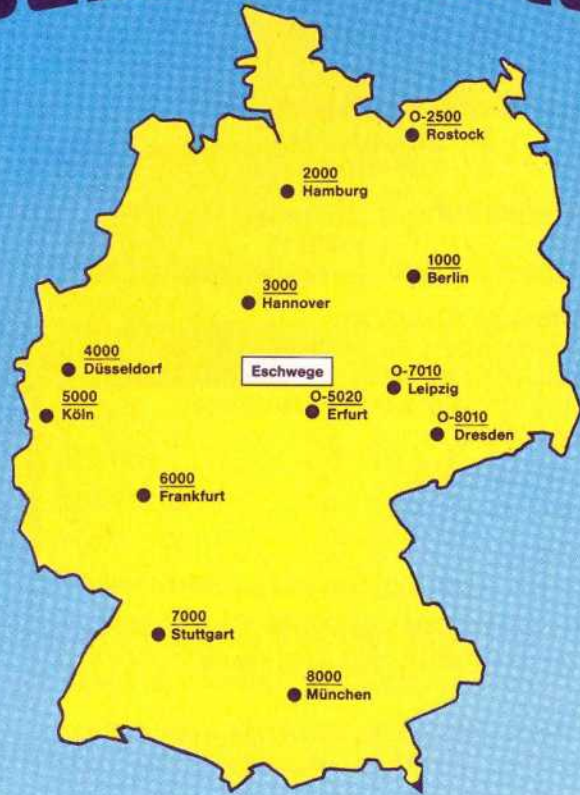 O-2500
Rostock
2000
Hamburg
1000
Berlin
3000
Hannover
4000
Düsseldorf
Eschwege
O-7010
Leipzig
5000
Köln
O-5020
Erfurt
O-8010
Dresden
6000
Frankfurt
7000
Stuttgart
8000
München